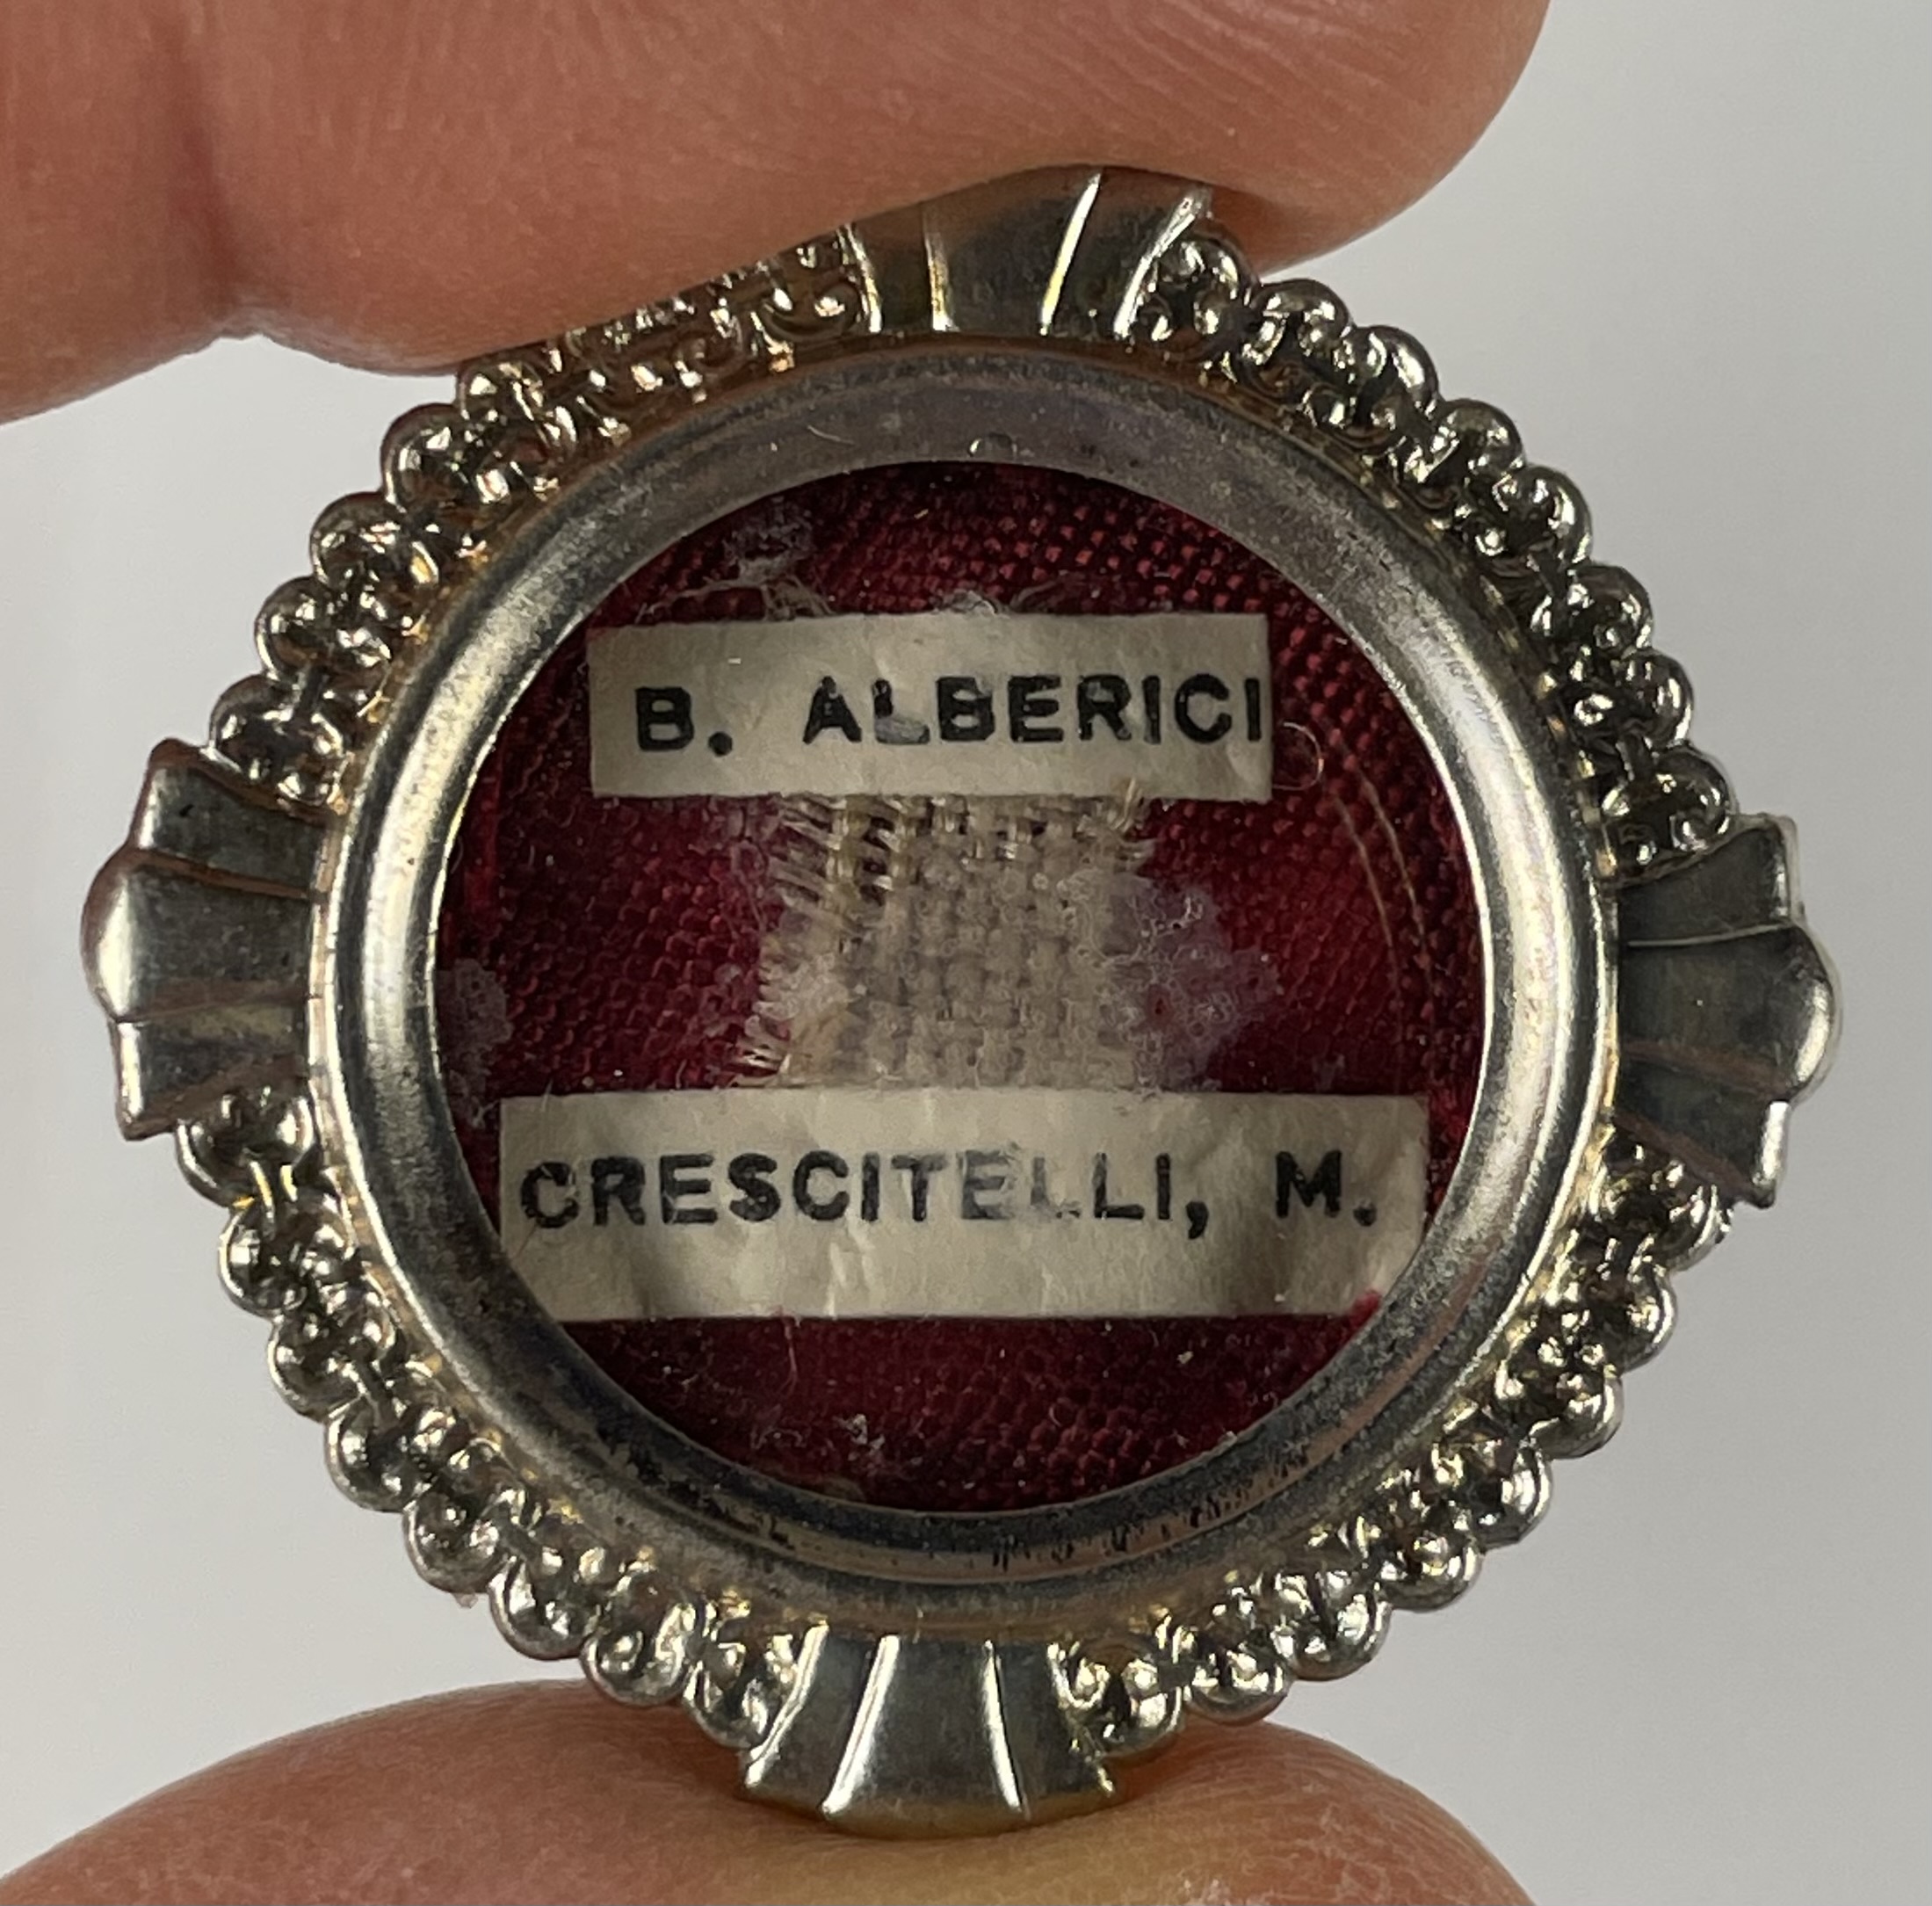 B. ALBERICI
CRESCITELLI, M.